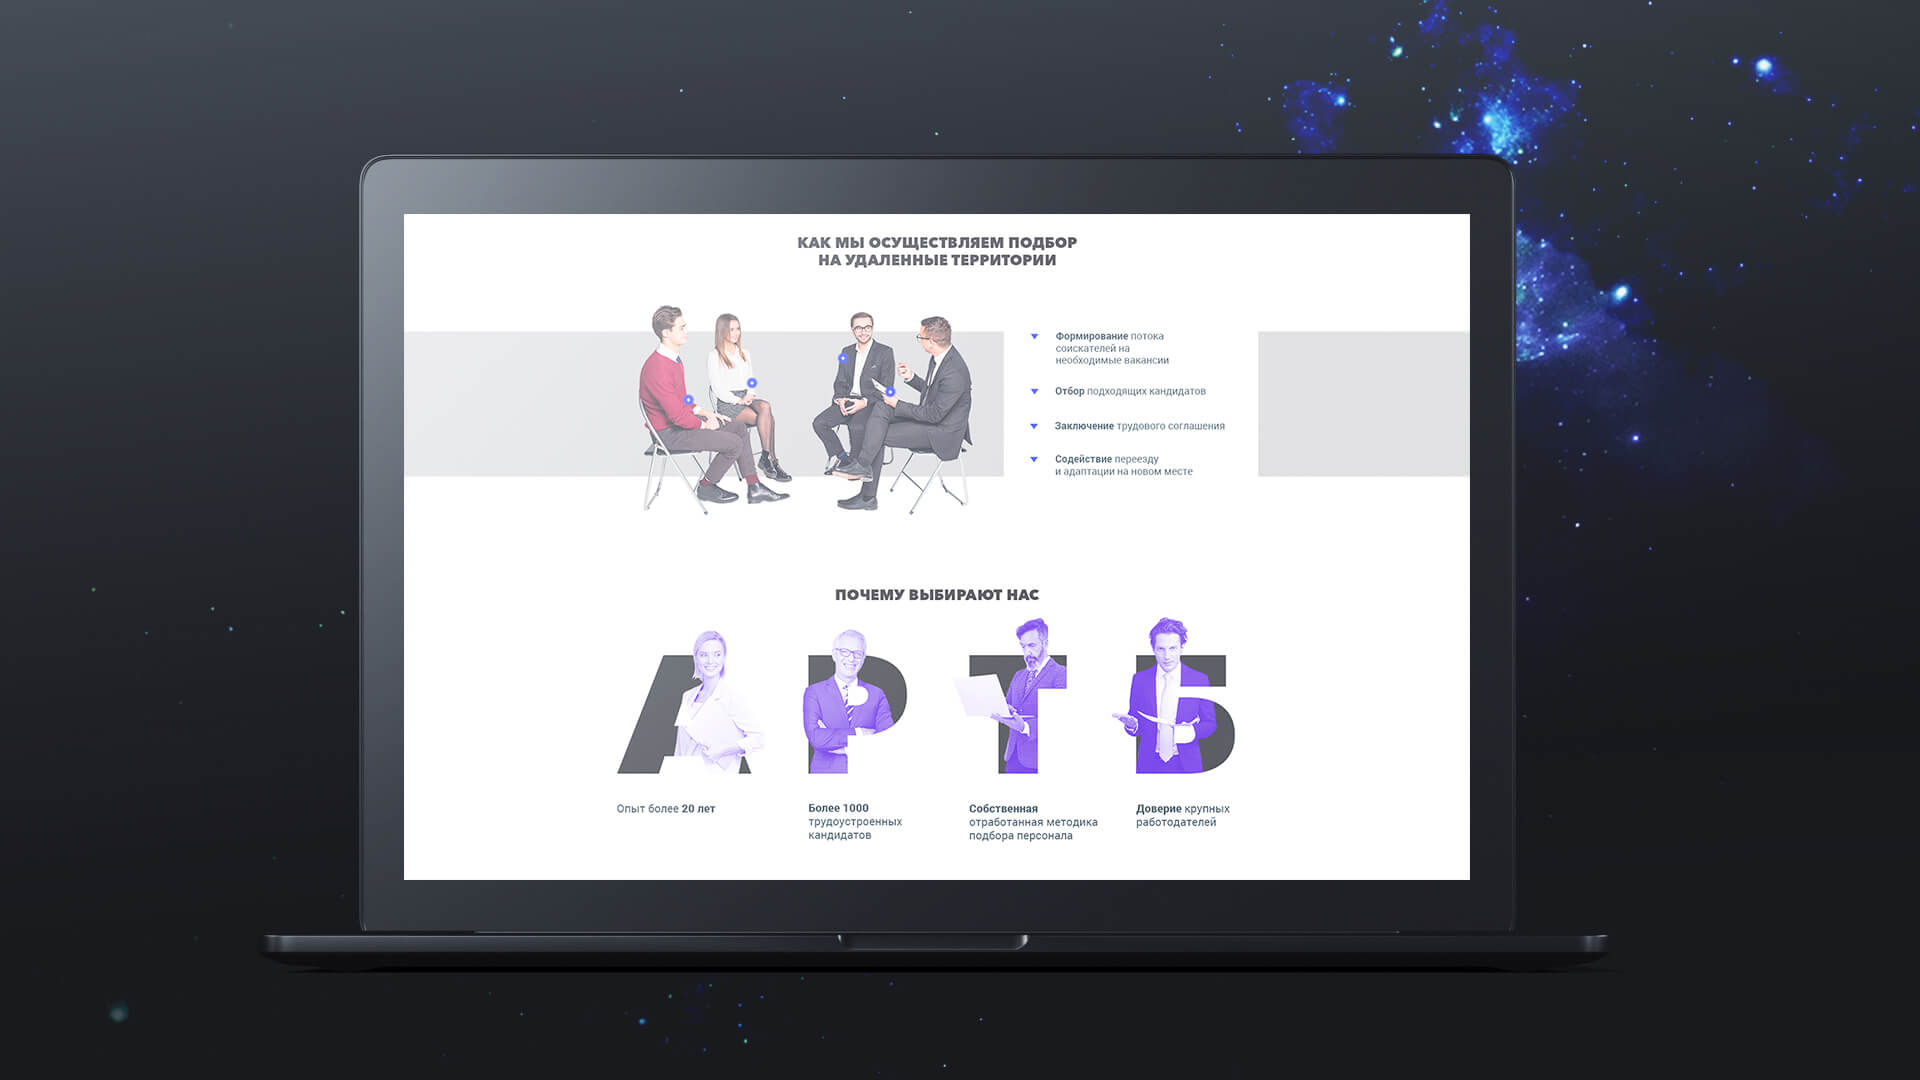 КАК МЫ ОСУЩЕСТВЛЯЕМ ПОДБОР
НА УДАЛЕННЫЕ ТЕРРИТОРИИ
Формирование потока
соискателей на
необходимые вакансии
Отбор подходящих кандидатов
Заключение трудового соглашения
Содействие переезду
и адаптации на новом месте
ПОЧЕМУ ВЫБИРАЮТ НАС
А Р Т Б
Опыт более 20 лет
Более 1000
трудоустроенных
кандидатов
Собственная
отработанная методика
подбора персонала
Доверие крупных
работодателей